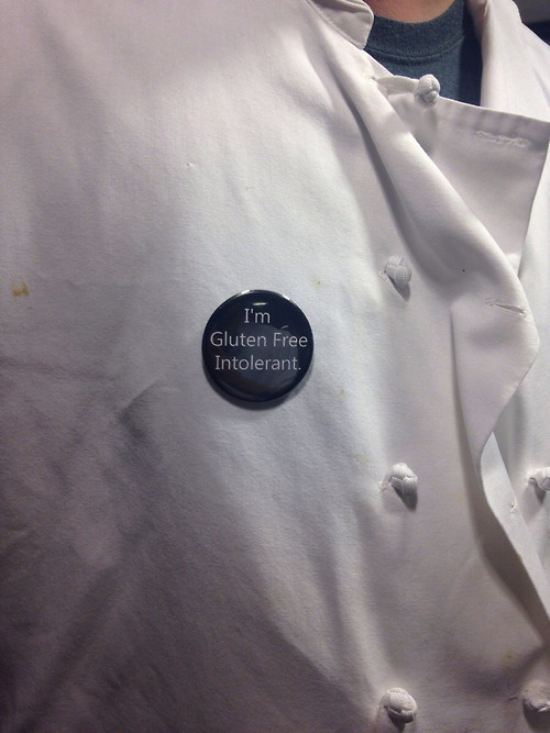 I'm
Gluten Free
Intolerant.